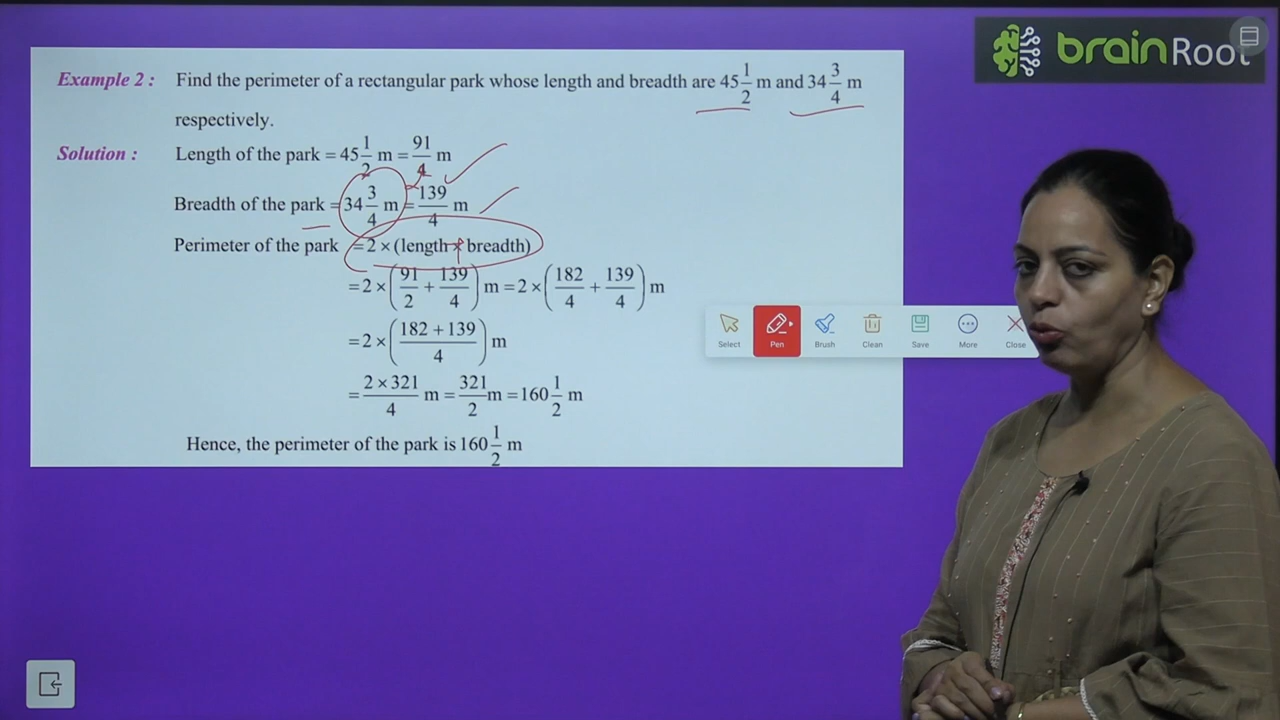 brainRoot
Example 2 : Find the perimeter of a rectangular park whose length and breadth are 45 1/2 m and 34 3/4 m
respectively.
Solution : Length of the park = 45 1/2 m = 91/4 m
Breadth of the park = 34 3/4 m = 139/4 m
Perimeter of the park = 2 × (length + breadth)
= 2 × (91/2 + 139/4) m = 2 × (182/4 + 139/4) m
= 2 × ((182 + 139)/4) m
= (2 × 321)/4 m = 321/2 m = 160 1/2 m
Hence, the perimeter of the park is 160 1/2 m
Select Pen Brush Clean Save More Close